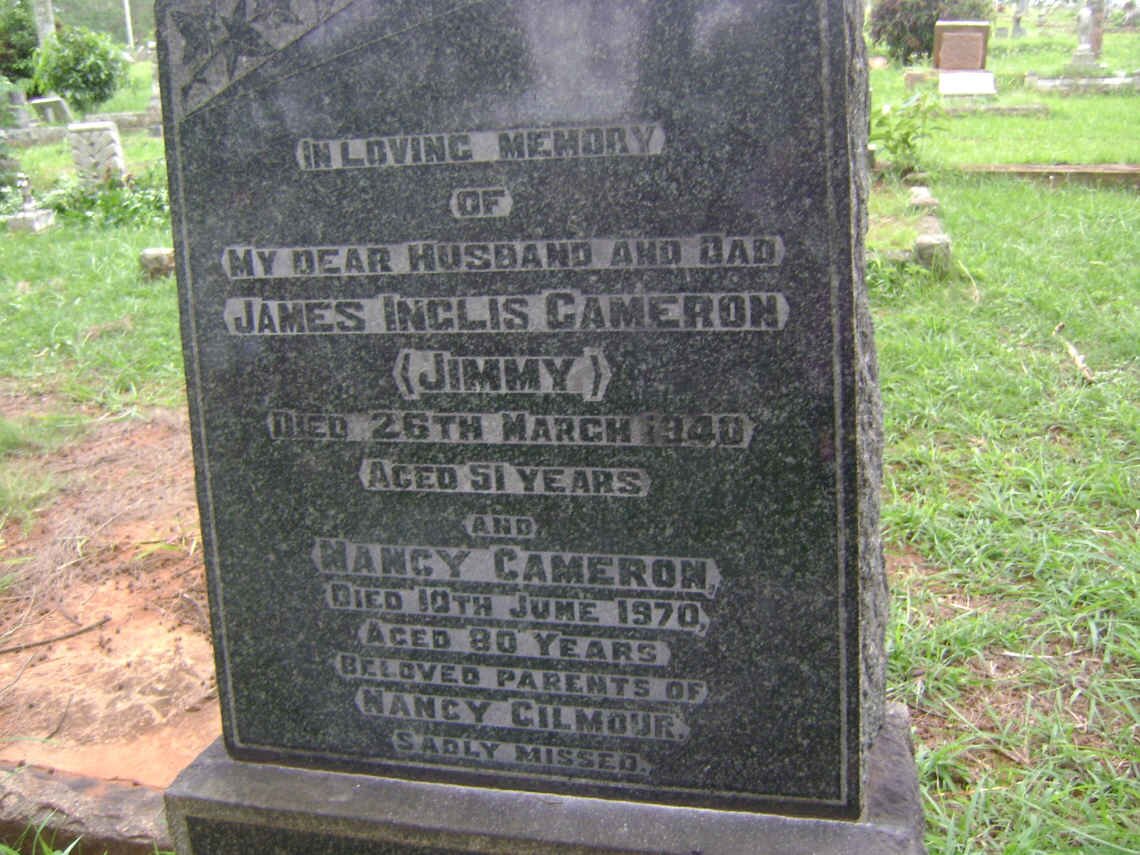 IN LOVING MEMORY
OF
MY DEAR HUSBAND AND DAD
JAMES INGLIS CAMERON
(JIMMY)
DIED 26TH MARCH 1940
AGED 51 YEARS
AND
NANCY CAMERON,
DIED 10TH JUNE 1970,
AGED 80 YEARS
BELOVED PARENTS OF
NANCY GILMOUR.
SADLY MISSED.